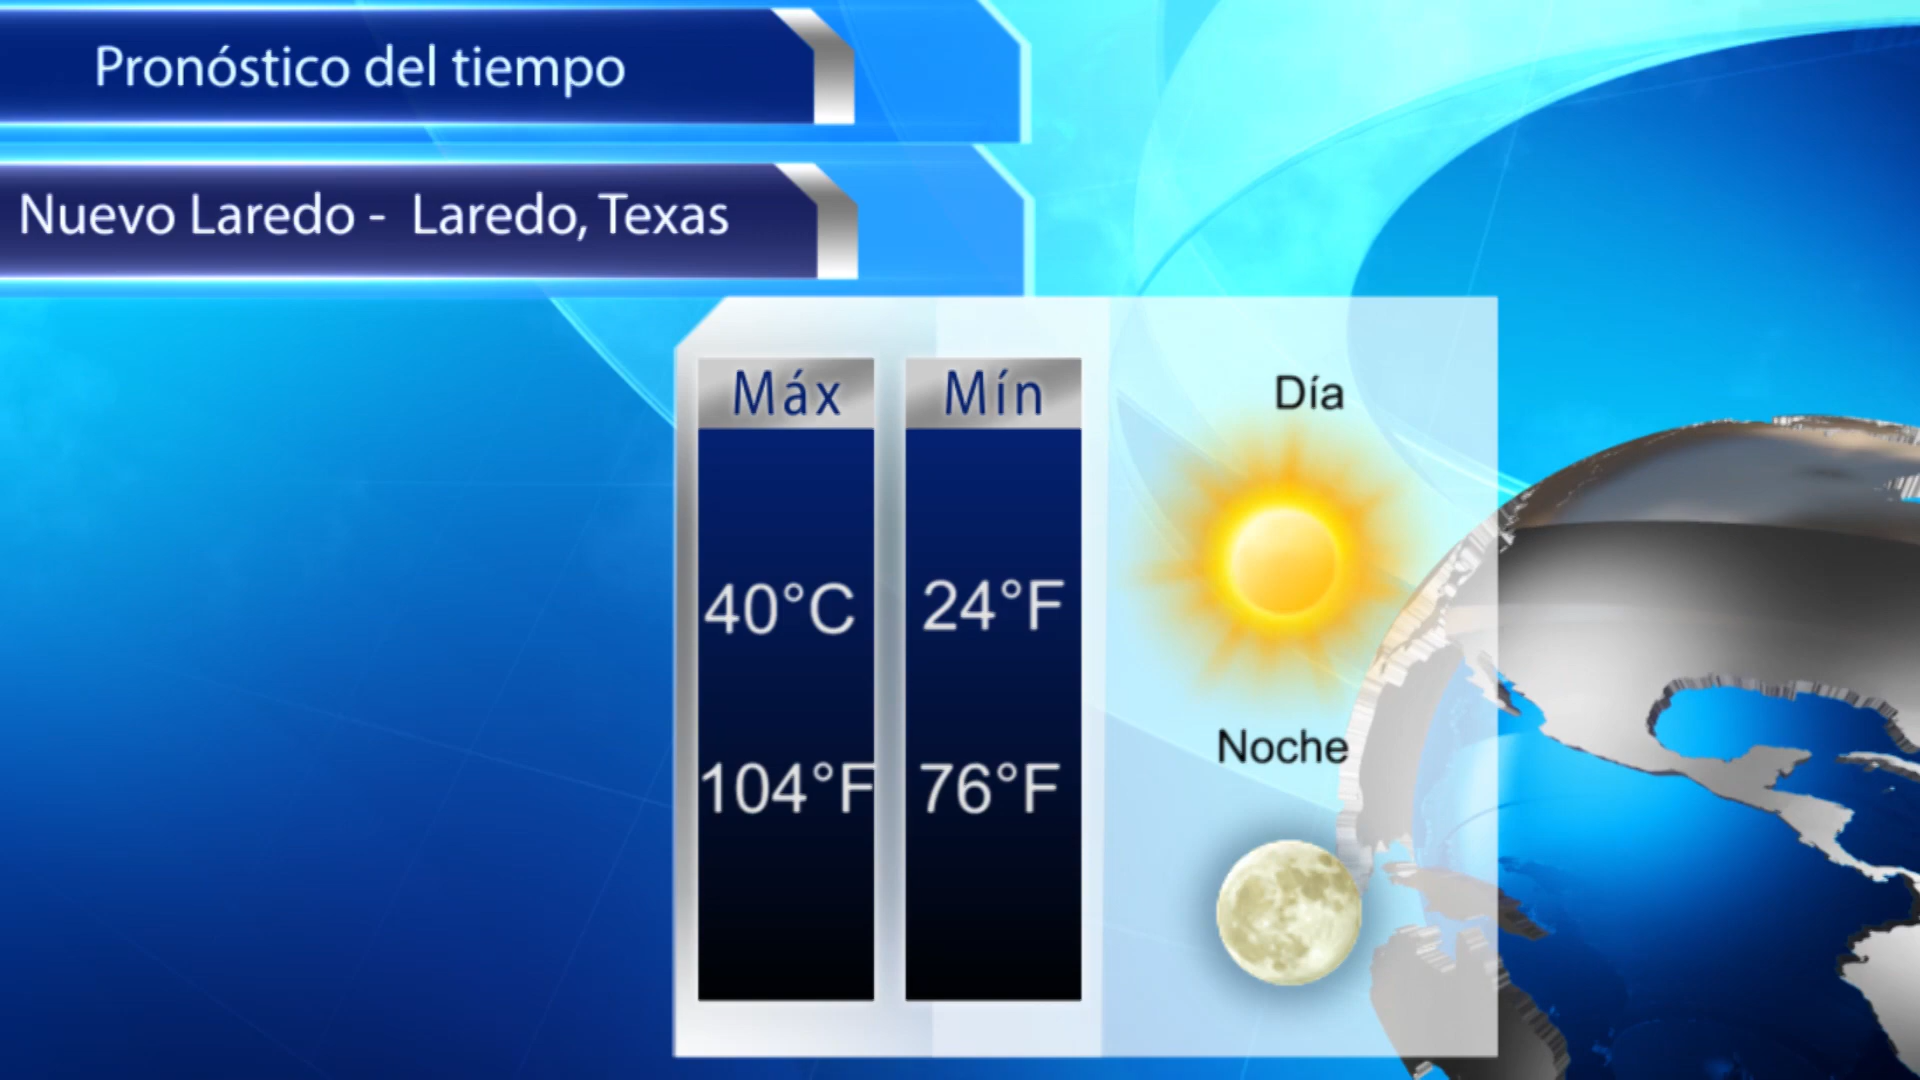 Pronóstico del tiempo
Nuevo Laredo - Laredo, Texas
Máx Mín Día
40°C 24°F
Noche
104°F 76°F